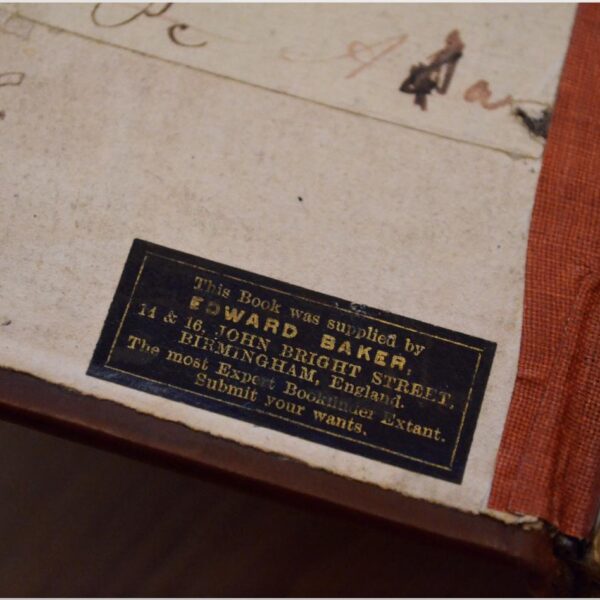 This Book was supplied by
EDWARD BAKER,
14 & 16, JOHN BRIGHT STREET,
BIRMINGHAM, England.
The most Expert Bookfinder Extant.
Submit your wants.